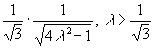 1/√3 · 1/√(4λ²−1), λ > 1/√3